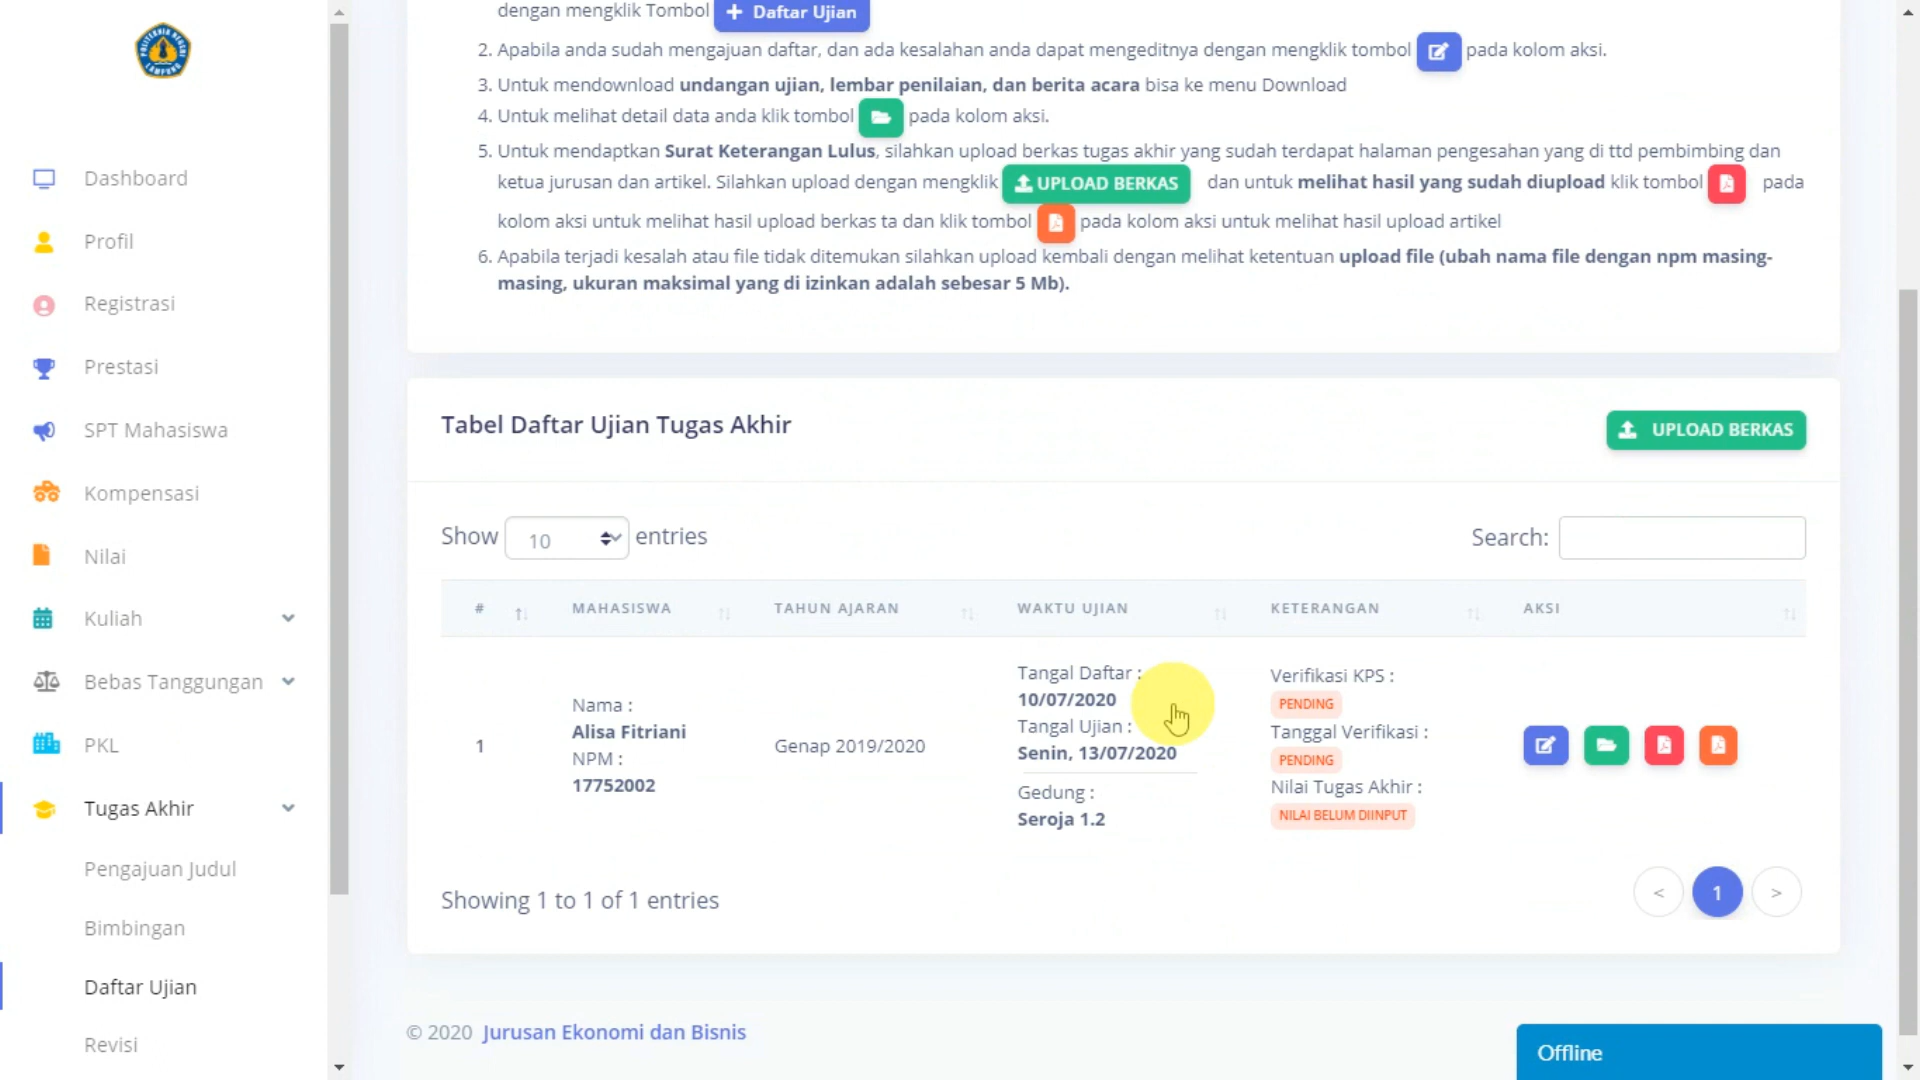 dengan mengklik Tombol + Daftar Ujian
2. Apabila anda sudah mengajuan daftar, dan ada kesalahan anda dapat mengeditnya dengan mengklik tombol pada kolom aksi.
3. Untuk mendownload undangan ujian, lembar penilaian, dan berita acara bisa ke menu Download
4. Untuk melihat detail data anda klik tombol pada kolom aksi.
5. Untuk mendaptkan Surat Keterangan Lulus, silahkan upload berkas tugas akhir yang sudah terdapat halaman pengesahan yang di ttd pembimbing dan
ketua jurusan dan artikel. Silahkan upload dengan mengklik UPLOAD BERKAS dan untuk melihat hasil yang sudah diupload klik tombol pada
kolom aksi untuk melihat hasil upload berkas ta dan klik tombol pada kolom aksi untuk melihat hasil upload artikel
6. Apabila terjadi kesalah atau file tidak ditemukan silahkan upload kembali dengan melihat ketentuan upload file (ubah nama file dengan npm masing-
masing, ukuran maksimal yang di izinkan adalah sebesar 5 Mb).
Dashboard
Profil
Registrasi
Prestasi
SPT Mahasiswa
Kompensasi
Nilai
Kuliah
Bebas Tanggungan
PKL
Tugas Akhir
Pengajuan Judul
Bimbingan
Daftar Ujian
Revisi
Tabel Daftar Ujian Tugas Akhir
UPLOAD BERKAS
Show 10 entries
Search:
# MAHASISWA TAHUN AJARAN WAKTU UJIAN KETERANGAN AKSI
1
Nama :
Alisa Fitriani
NPM :
17752002
Genap 2019/2020
Tangal Daftar :
10/07/2020
Tangal Ujian :
Senin, 13/07/2020
Gedung :
Seroja 1.2
Verifikasi KPS :
PENDING
Tanggal Verifikasi :
PENDING
Nilai Tugas Akhir :
NILAI BELUM DIINPUT
Showing 1 to 1 of 1 entries
< 1 >
© 2020 Jurusan Ekonomi dan Bisnis
Offline